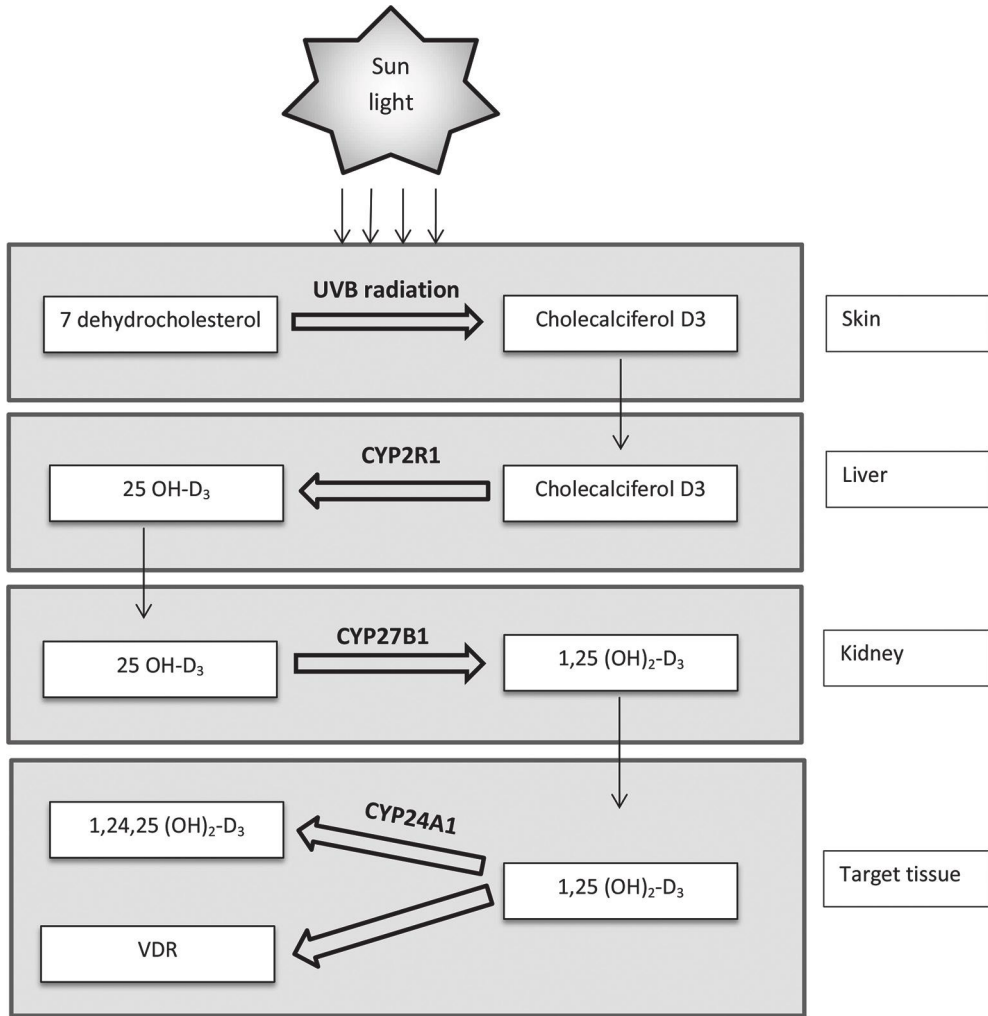 Sun
light
UVB radiation
7 dehydrocholesterol
Cholecalciferol D3
Skin
CYP2R1
25 OH-D₃
Cholecalciferol D3
Liver
CYP27B1
25 OH-D₃
1,25 (OH)₂-D₃
Kidney
CYP24A1
1,24,25 (OH)₂-D₃
1,25 (OH)₂-D₃
Target tissue
VDR